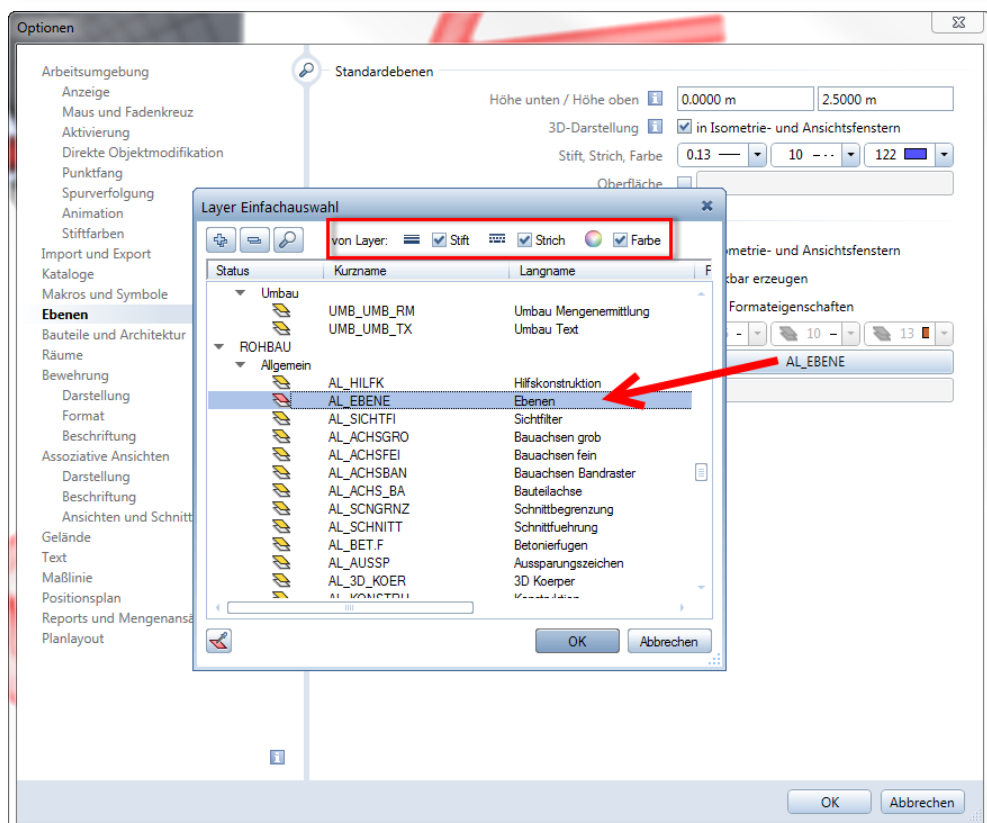 Optionen
Arbeitsumgebung
Anzeige
Maus und Fadenkreuz
Aktivierung
Direkte Objektmodifikation
Punktfang
Spurverfolgung
Animation
Stiftfarben
Import und Export
Kataloge
Makros und Symbole
Ebenen
Bauteile und Architektur
Räume
Bewehrung
Darstellung
Format
Beschriftung
Assoziative Ansichten
Darstellung
Beschriftung
Ansichten und Schnitt
Gelände
Text
Maßlinie
Positionsplan
Reports und Mengenansä
Planlayout
Standardebenen
Höhe unten / Höhe oben 0.0000 m 2.5000 m
3D-Darstellung in Isometrie- und Ansichtsfenstern
Stift, Strich, Farbe 0.13 10 122
Oberfläche
ometrie- und Ansichtsfenstern
kbar erzeugen
Formateigenschaften
10 13
AL_EBENE
Layer Einfachauswahl
von Layer: Stift Strich Farbe
Status Kurzname Langname F
Umbau
UMB_UMB_RM Umbau Mengenermittlung
UMB_UMB_TX Umbau Text
ROHBAU
Allgemein
AL_HILFK Hilfskonstruktion
AL_EBENE Ebenen
AL_SICHTFI Sichtfilter
AL_ACHSGRO Bauachsen grob
AL_ACHSFEI Bauachsen fein
AL_ACHSBAN Bauachsen Bandraster
AL_ACHS_BA Bauteilachse
AL_SCNGRNZ Schnittbegrenzung
AL_SCHNITT Schnittfuehrung
AL_BET.F Betonierfugen
AL_AUSSP Aussparungszeichen
AL_3D_KOER 3D Koerper
AL_KONSTRU Konstruktion
OK Abbrechen
OK Abbrechen